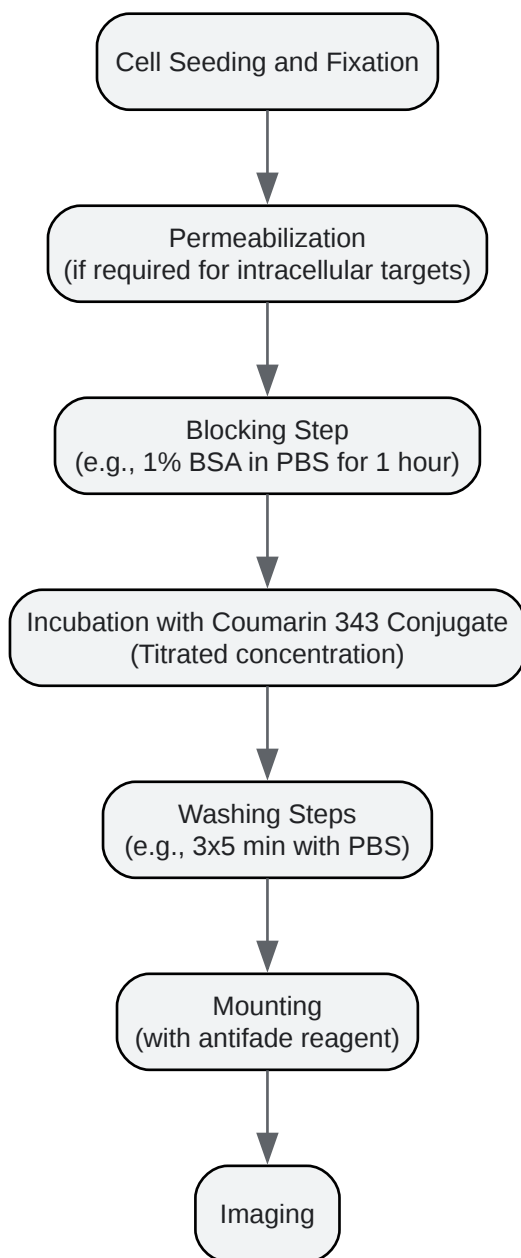 Cell Seeding and Fixation
Permeabilization
(if required for intracellular targets)
Blocking Step
(e.g., 1% BSA in PBS for 1 hour)
Incubation with Coumarin 343 Conjugate
(Titrated concentration)
Washing Steps
(e.g., 3x5 min with PBS)
Mounting
(with antifade reagent)
Imaging